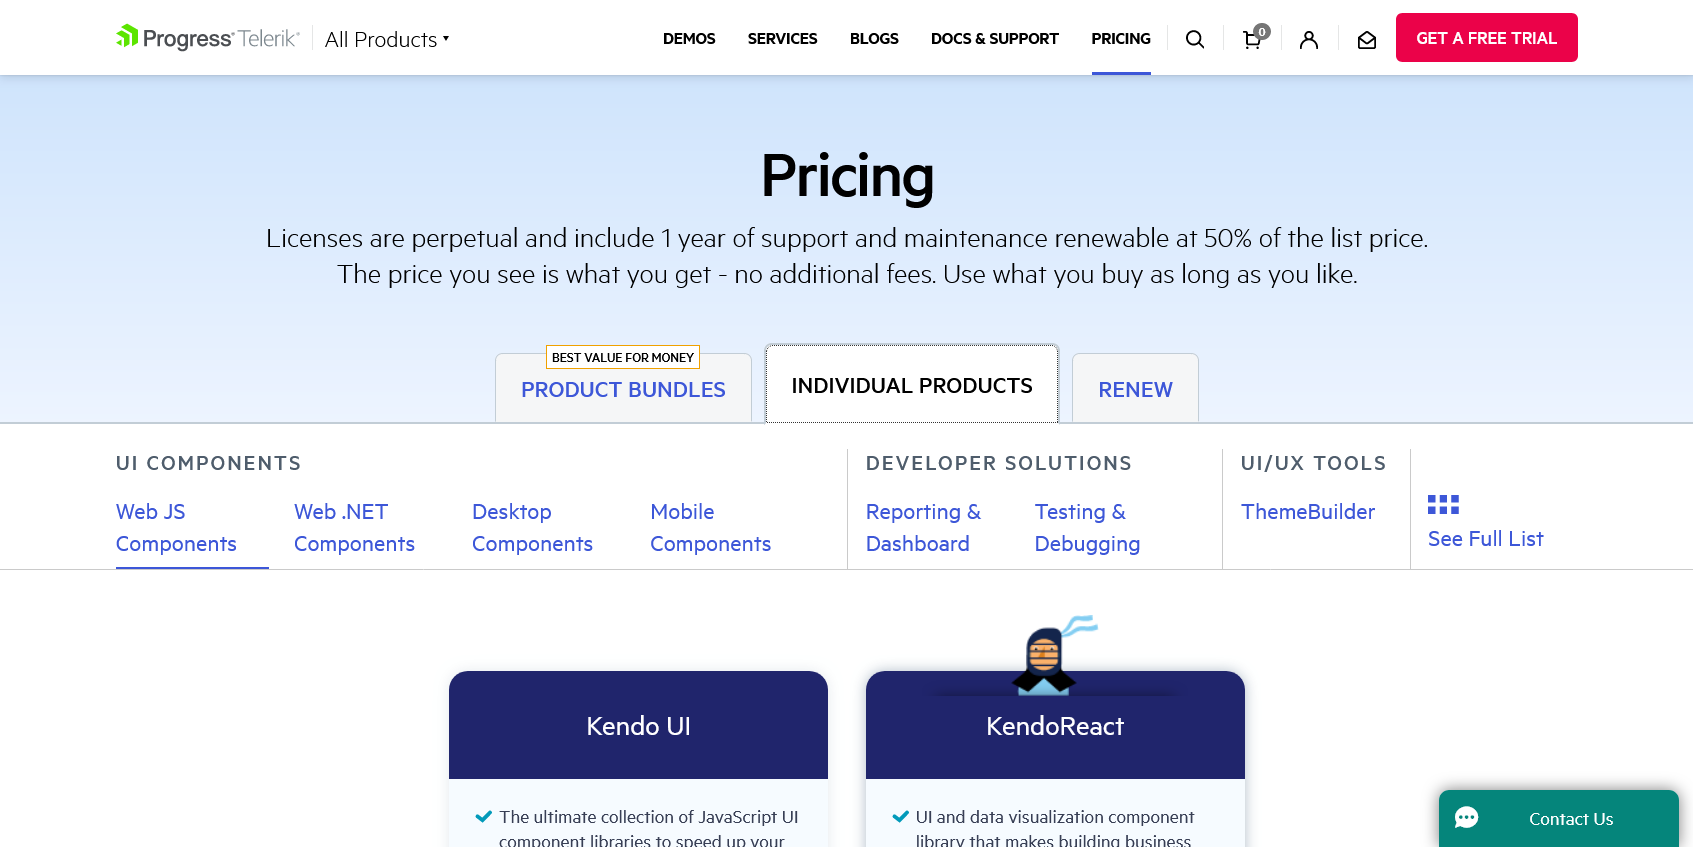 Progress® Telerik®
All Products
DEMOS
SERVICES
BLOGS
DOCS & SUPPORT
PRICING
0
GET A FREE TRIAL
Pricing
Licenses are perpetual and include 1 year of support and maintenance renewable at 50% of the list price.
The price you see is what you get - no additional fees. Use what you buy as long as you like.
BEST VALUE FOR MONEY
PRODUCT BUNDLES
INDIVIDUAL PRODUCTS
RENEW
UI COMPONENTS
Web JS
Components
Web .NET
Components
Desktop
Components
Mobile
Components
DEVELOPER SOLUTIONS
Reporting &
Dashboard
Testing &
Debugging
UI/UX TOOLS
ThemeBuilder
See Full List
Kendo UI
The ultimate collection of JavaScript UI
component libraries to speed up your
KendoReact
UI and data visualization component
library that makes building business
Contact Us